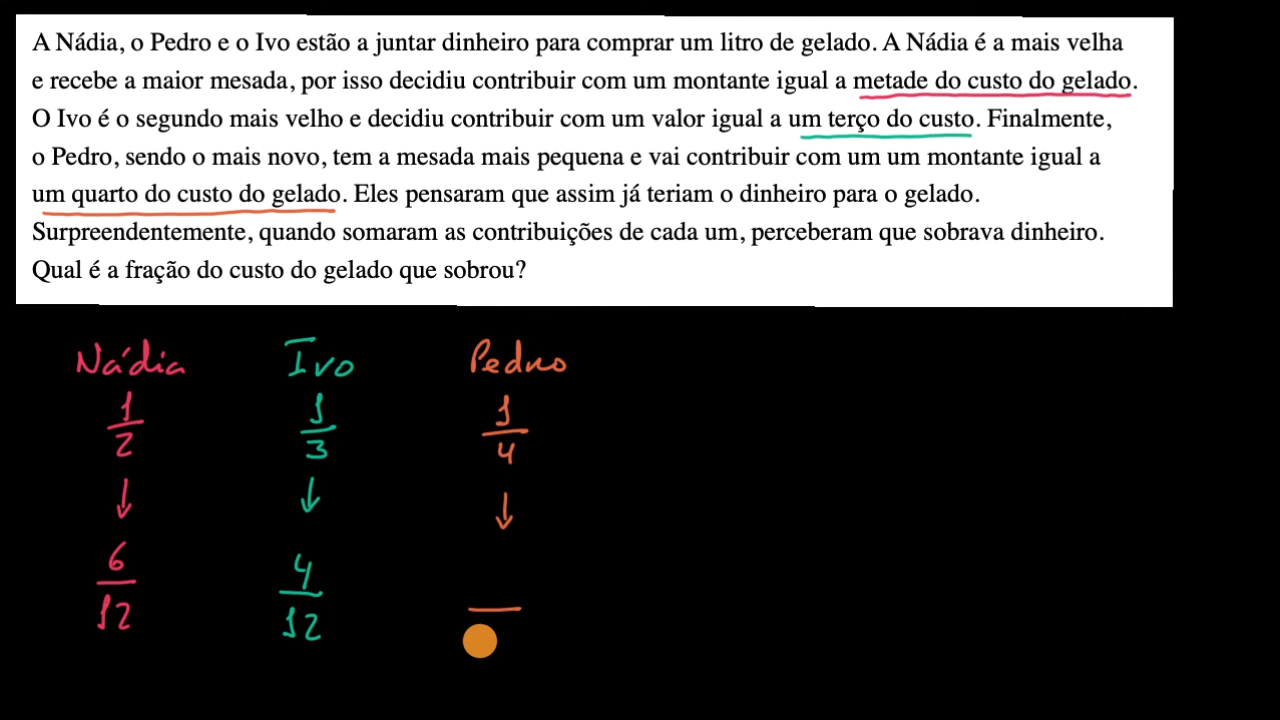 A Nádia, o Pedro e o Ivo estão a juntar dinheiro para comprar um litro de gelado. A Nádia é a mais velha
e recebe a maior mesada, por isso decidiu contribuir com um montante igual a metade do custo do gelado.
O Ivo é o segundo mais velho e decidiu contribuir com um valor igual a um terço do custo. Finalmente,
o Pedro, sendo o mais novo, tem a mesada mais pequena e vai contribuir com um um montante igual a
um quarto do custo do gelado. Eles pensaram que assim já teriam o dinheiro para o gelado.
Surpreendentemente, quando somaram as contribuições de cada um, perceberam que sobrava dinheiro.
Qual é a fração do custo do gelado que sobrou?
Nádia Ivo Pedro
1/2 1/3 1/4
↓ ↓ ↓
6/12 4/12